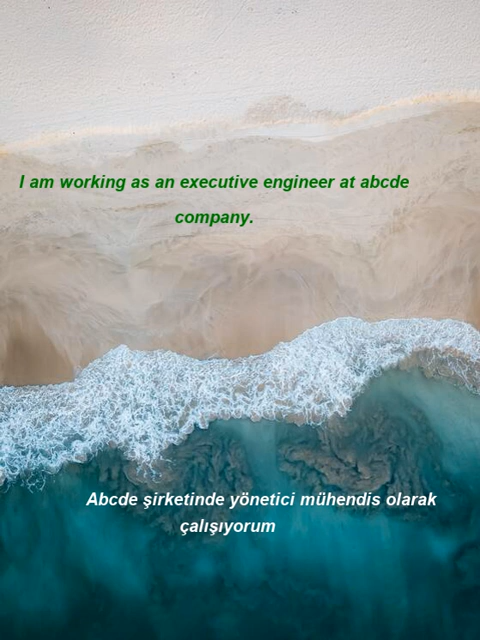 I am working as an executive engineer at abcde
company.
Abcde şirketinde yönetici mühendis olarak
çalışıyorum